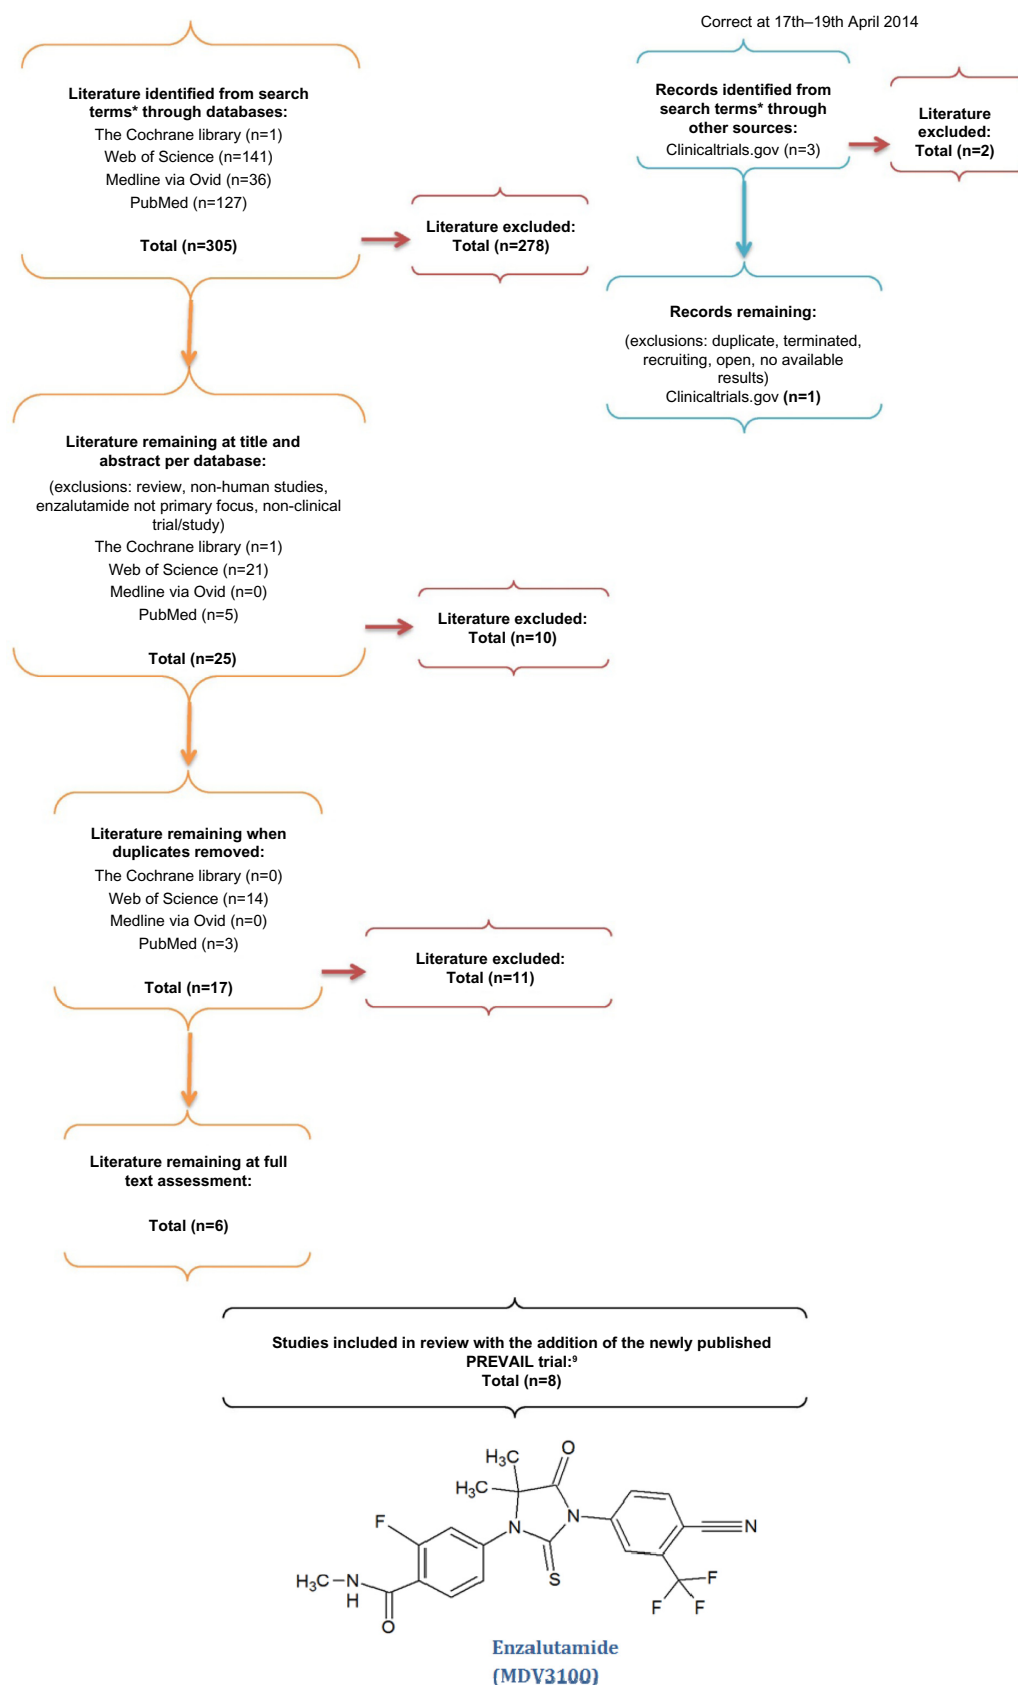 Correct at 17th–19th April 2014
Literature identified from search
terms* through databases:
The Cochrane library (n=1)
Web of Science (n=141)
Medline via Ovid (n=36)
PubMed (n=127)
Total (n=305)
Literature excluded:
Total (n=278)
Records identified from
search terms* through
other sources:
Clinicaltrials.gov (n=3)
Literature
excluded:
Total (n=2)
Records remaining:
(exclusions: duplicate, terminated,
recruiting, open, no available
results)
Clinicaltrials.gov (n=1)
Literature remaining at title and
abstract per database:
(exclusions: review, non-human studies,
enzalutamide not primary focus, non-clinical
trial/study)
The Cochrane library (n=1)
Web of Science (n=21)
Medline via Ovid (n=0)
PubMed (n=5)
Total (n=25)
Literature excluded:
Total (n=10)
Literature remaining when
duplicates removed:
The Cochrane library (n=0)
Web of Science (n=14)
Medline via Ovid (n=0)
PubMed (n=3)
Total (n=17)
Literature excluded:
Total (n=11)
Literature remaining at full
text assessment:
Total (n=6)
Studies included in review with the addition of the newly published
PREVAIL trial:⁹
Total (n=8)
H₃C
O
H₃C
F
N
N
N
S
H₃C
N
H
O
F
F
F
Enzalutamide
(MDV3100)